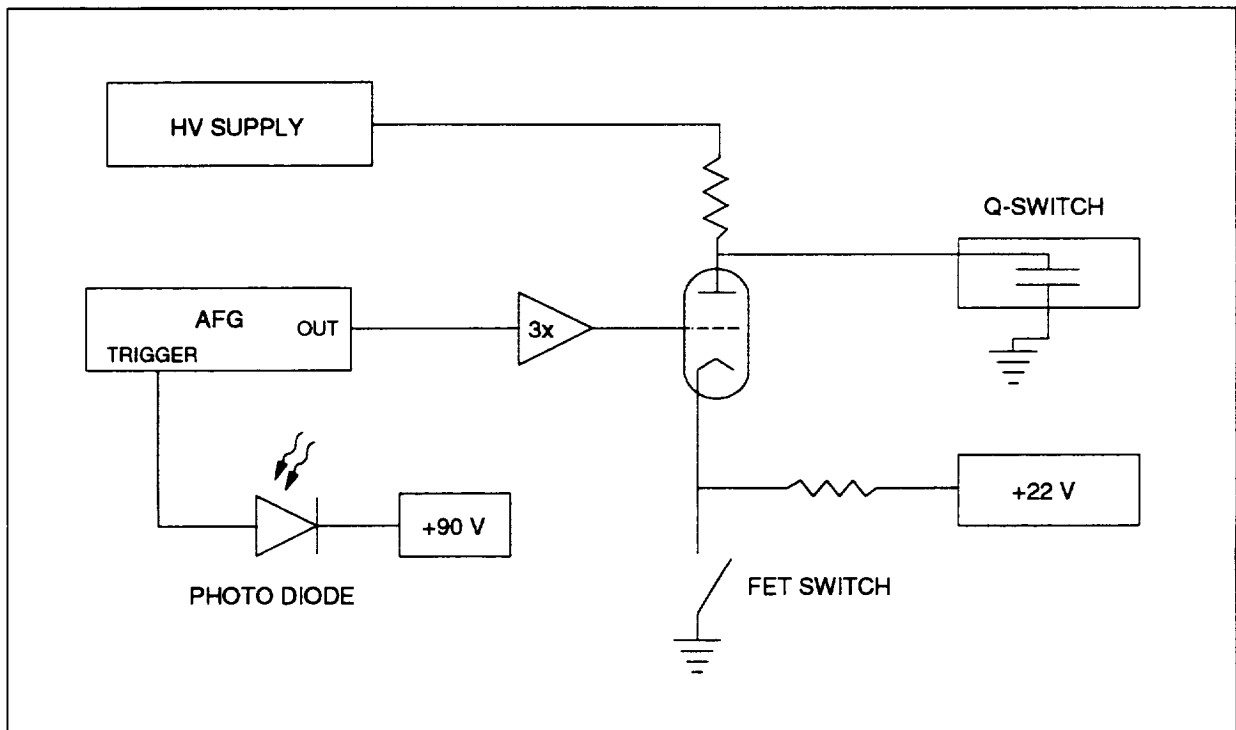 HV SUPPLY
Q-SWITCH
AFG
OUT
TRIGGER
3x
+22 V
+90 V
FET SWITCH
PHOTO DIODE